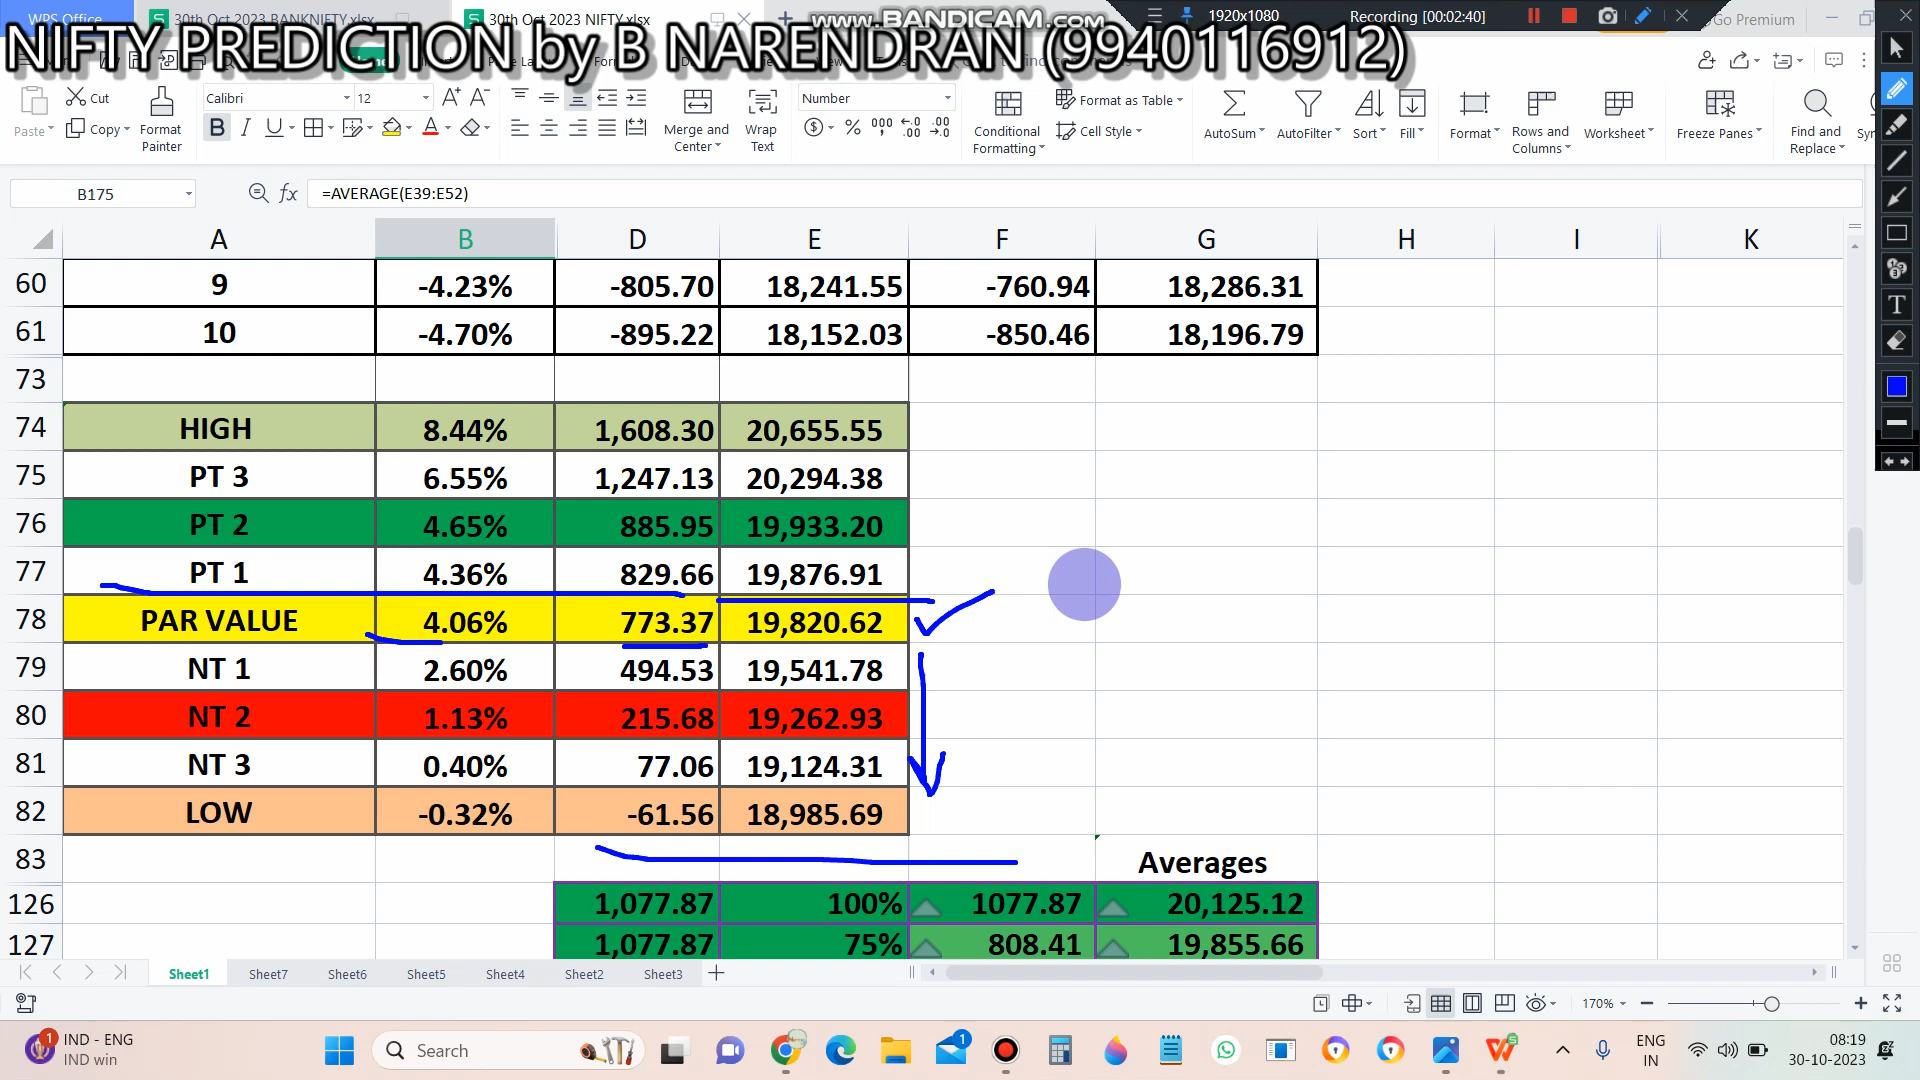 WPS Office
30th Oct 2023 BANKNIFTY.xlsx
30th Oct 2023 NIFTY.xlsx
www.BANDICAM.com
1920x1080
Recording [00:02:40]
Go Premium
NIFTY PREDICTION by B NARENDRAN (9940116912)
Paste
Cut
Copy
Format Painter
Calibri
12
Merge and Center
Wrap Text
Number
Conditional Formatting
Format as Table
Cell Style
AutoSum
AutoFilter
Sort
Fill
Format
Rows and Columns
Worksheet
Freeze Panes
Find and Replace
B175
=AVERAGE(E39:E52)
A B D E F G H I K
60 9 -4.23% -805.70 18,241.55 -760.94 18,286.31
61 10 -4.70% -895.22 18,152.03 -850.46 18,196.79
73
74 HIGH 8.44% 1,608.30 20,655.55
75 PT 3 6.55% 1,247.13 20,294.38
76 PT 2 4.65% 885.95 19,933.20
77 PT 1 4.36% 829.66 19,876.91
78 PAR VALUE 4.06% 773.37 19,820.62
79 NT 1 2.60% 494.53 19,541.78
80 NT 2 1.13% 215.68 19,262.93
81 NT 3 0.40% 77.06 19,124.31
82 LOW -0.32% -61.56 18,985.69
83 Averages
126 1,077.87 100% 1077.87 20,125.12
127 1,077.87 75% 808.41 19,855.66
Sheet1 Sheet7 Sheet6 Sheet5 Sheet4 Sheet2 Sheet3
170%
IND - ENG
IND win
Search
ENG
IN
08:19
30-10-2023